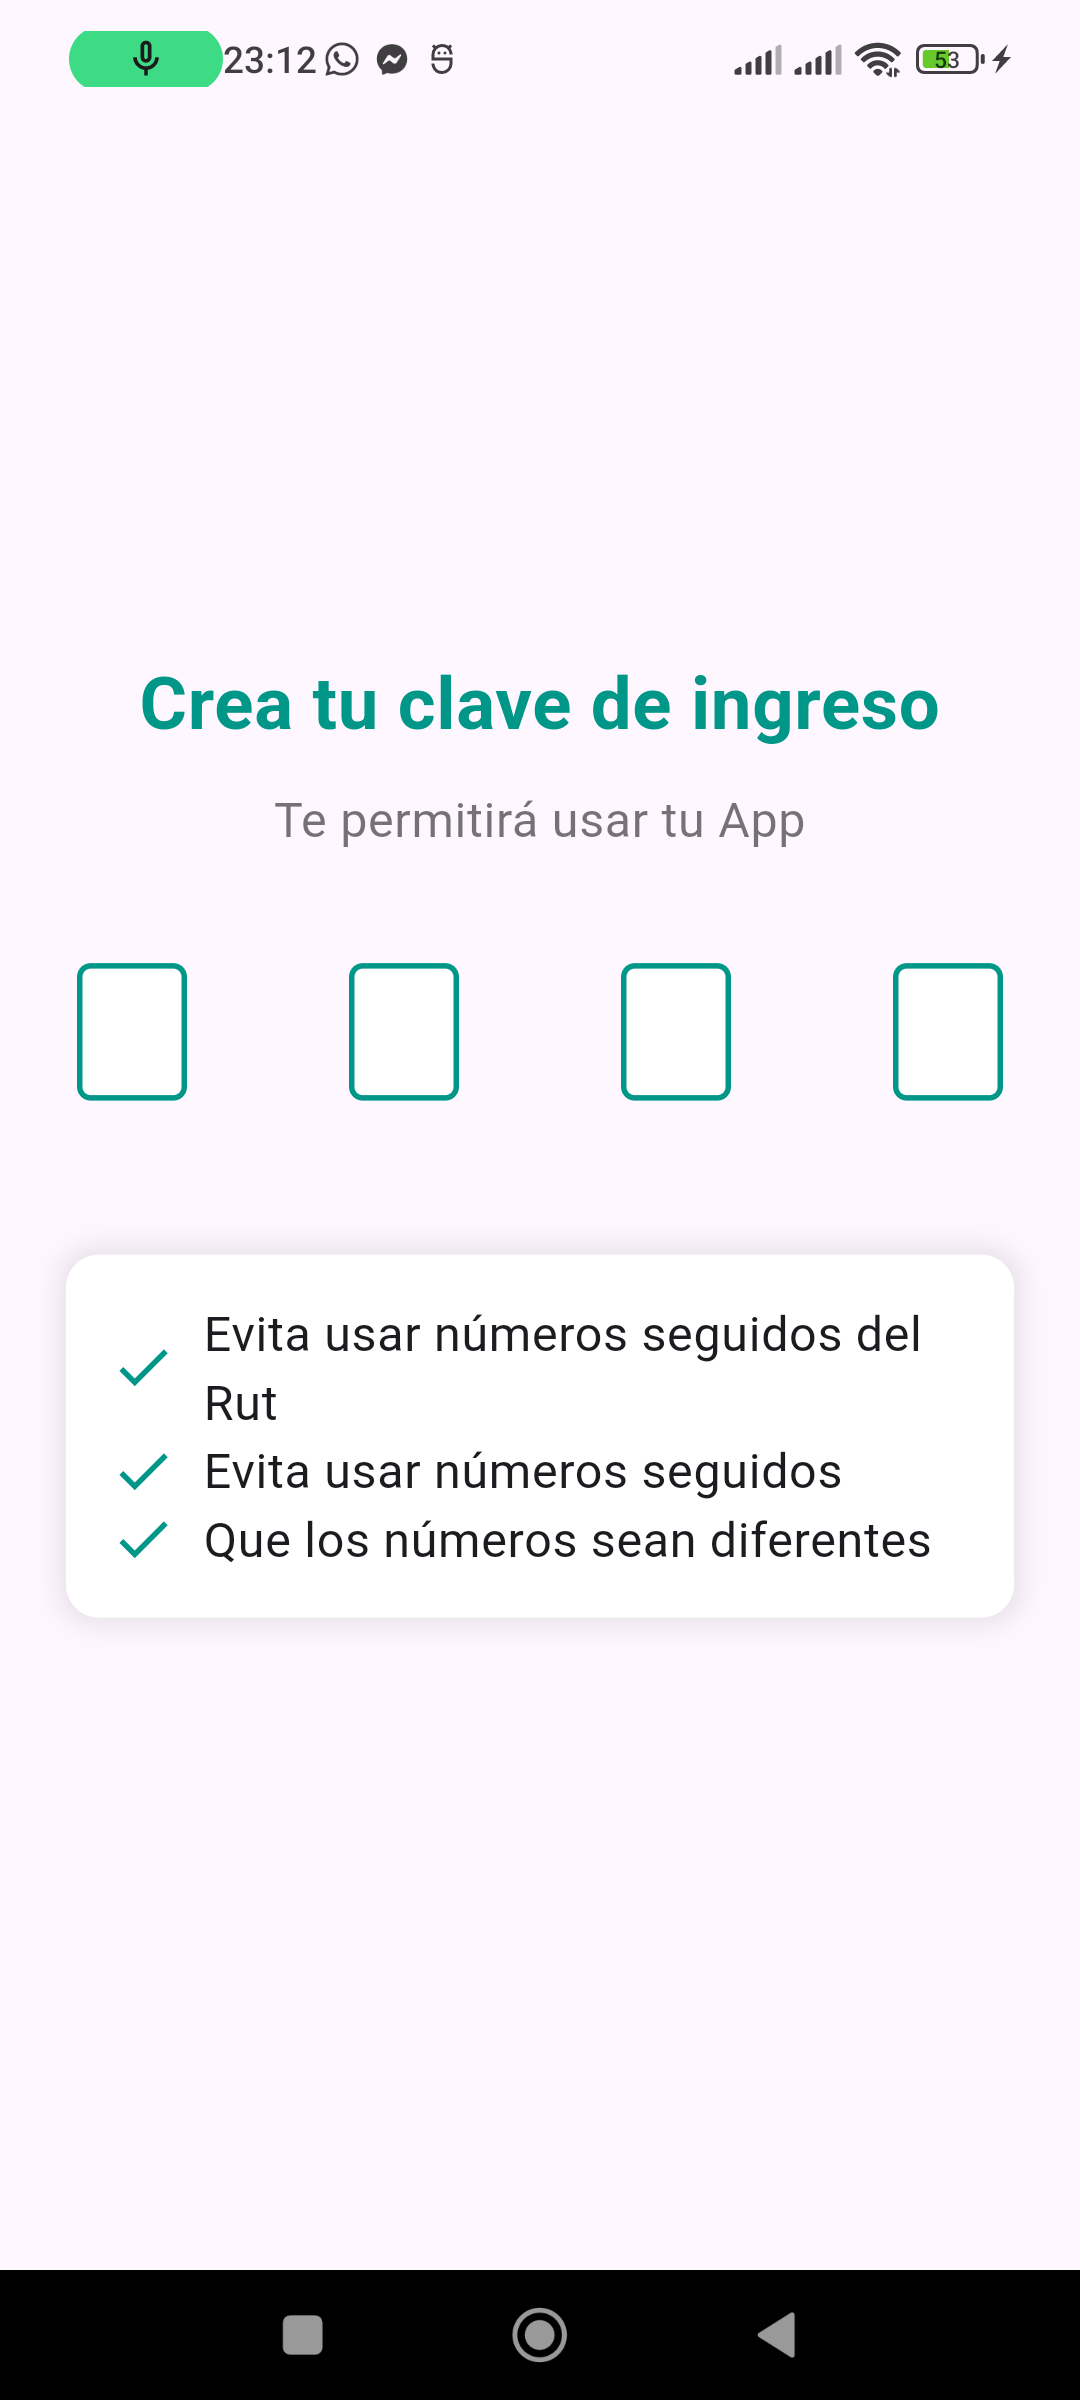 23:12
53
Crea tu clave de ingreso
Te permitirá usar tu App
Evita usar números seguidos del
Rut
Evita usar números seguidos
Que los números sean diferentes